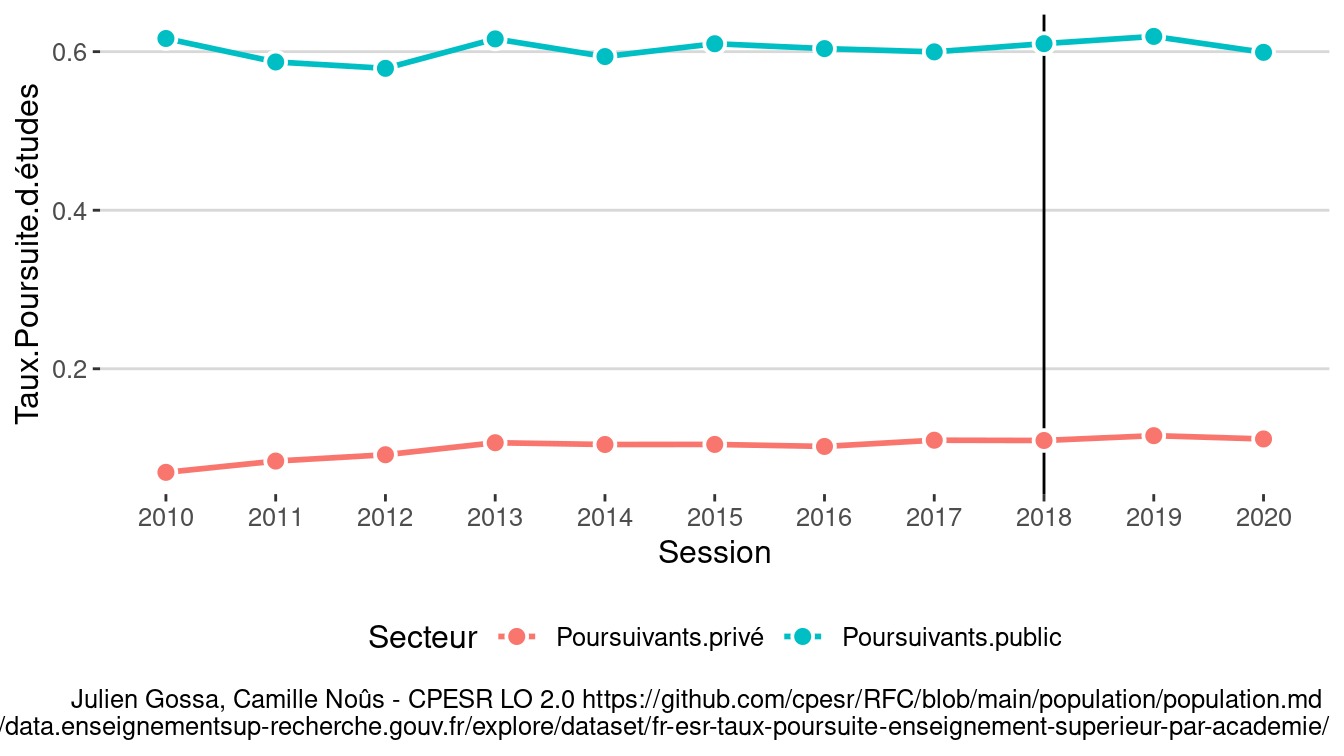 Taux.Poursuite.d.études
0.6
0.4
0.2
2010 2011 2012 2013 2014 2015 2016 2017 2018 2019 2020
Session
Secteur Poursuivants.privé Poursuivants.public
Julien Gossa, Camille Noûs - CPESR LO 2.0 https://github.com/cpesr/RFC/blob/main/population/population.md
/data.enseignementsup-recherche.gouv.fr/explore/dataset/fr-esr-taux-poursuite-enseignement-superieur-par-academie/